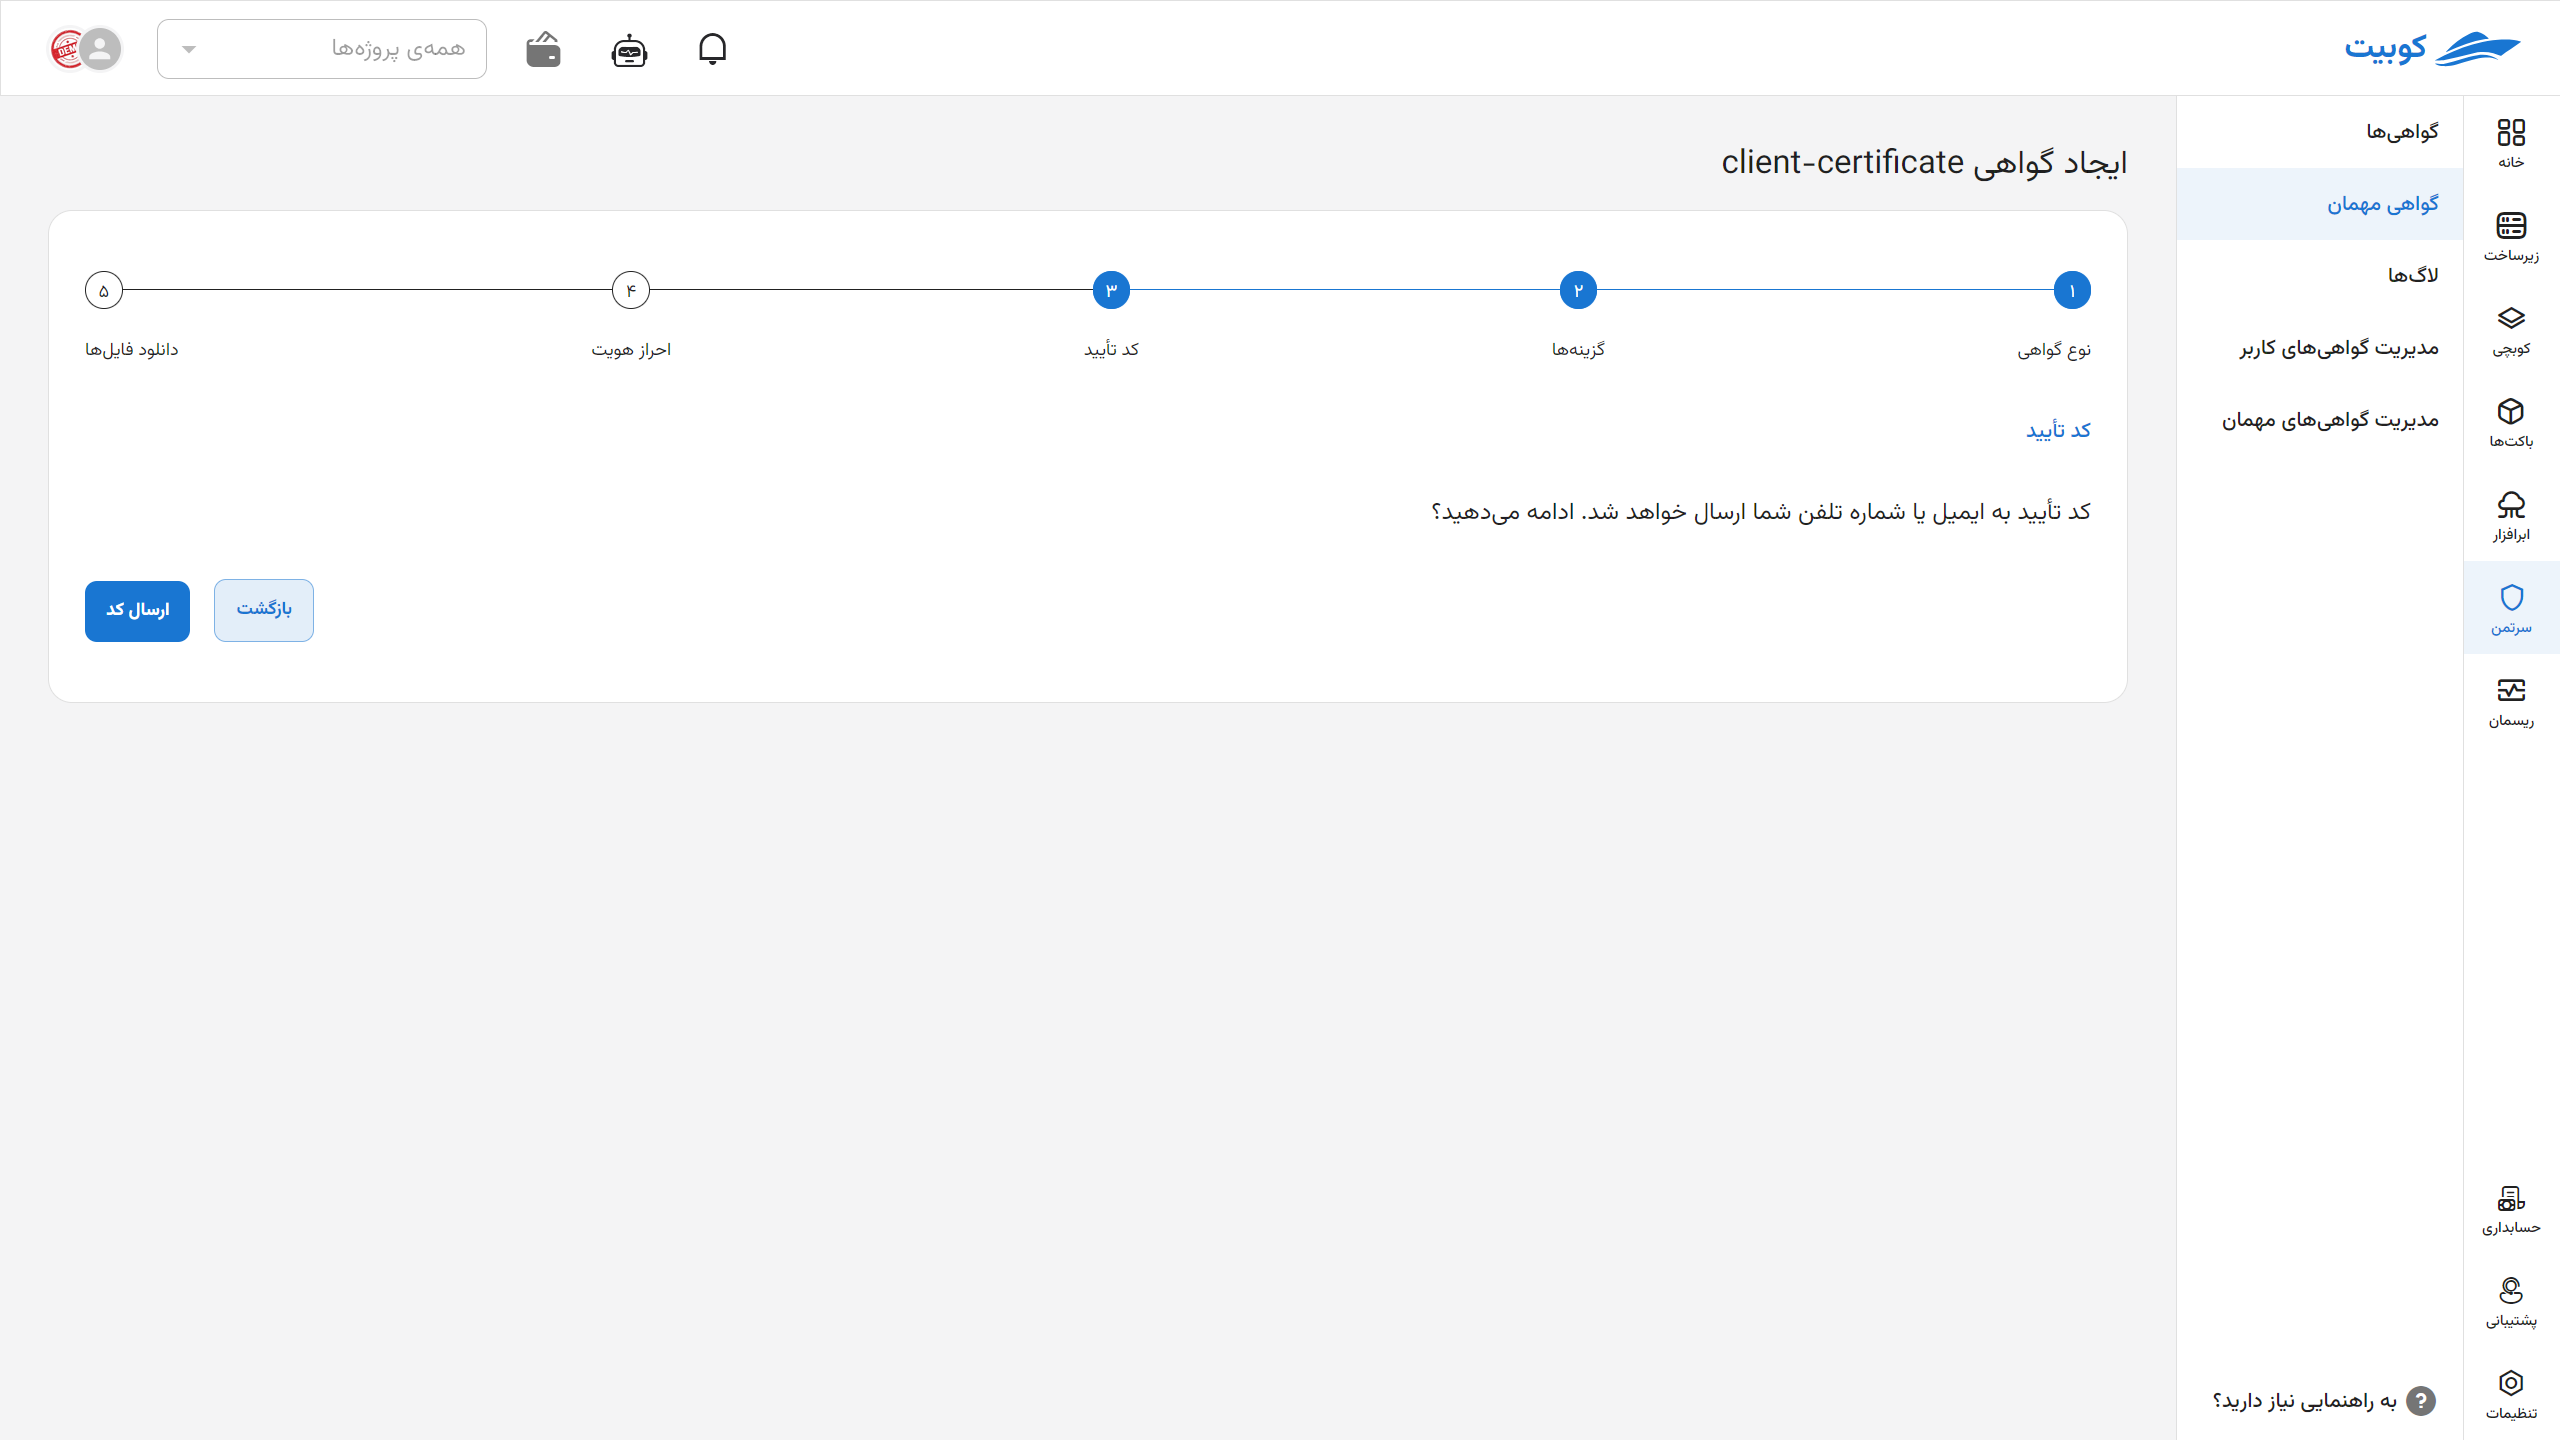 کوبیت
همه‌ی پروژه‌ها
DEM
خانه
زیرساخت
کوبچی
باکت‌ها
ابرافزار
سرتمن
ریسمان
حسابداری
پشتیبانی
تنظیمات
گواهی‌ها
گواهی مهمان
لاگ‌ها
مدیریت گواهی‌های کاربر
مدیریت گواهی‌های مهمان
? به راهنمایی نیاز دارید؟
ایجاد گواهی client-certificate
۱ ۲ ۳ ۴ ۵
نوع گواهی گزینه‌ها کد تأیید احراز هویت دانلود فایل‌ها
کد تأیید
کد تأیید به ایمیل یا شماره تلفن شما ارسال خواهد شد. ادامه می‌دهید؟
بازگشت
ارسال کد